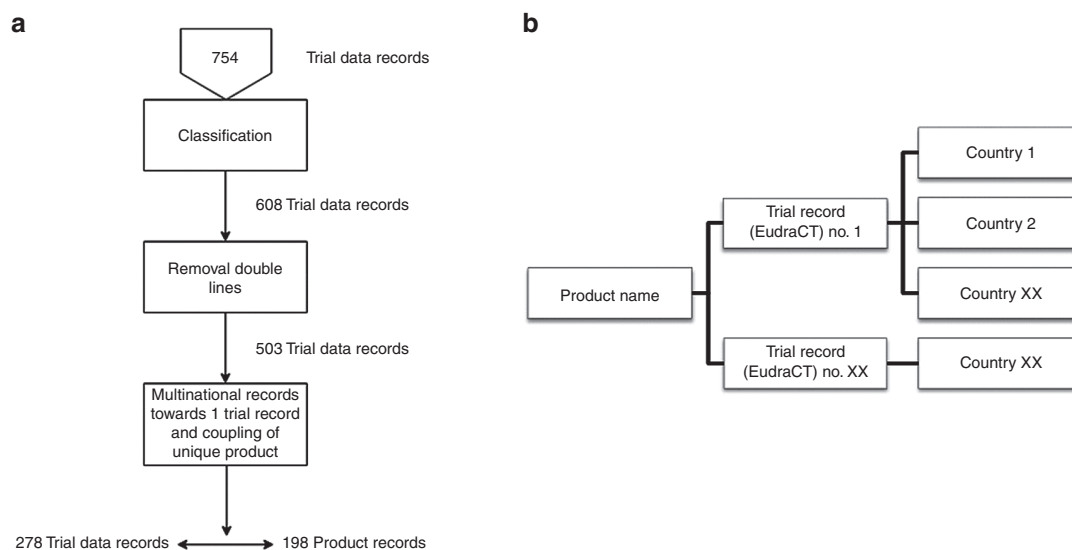 a
754
Trial data records
Classification
608 Trial data records
Removal double
lines
503 Trial data records
Multinational records
towards 1 trial record
and coupling of
unique product
278 Trial data records
198 Product records
b
Product name
Trial record
(EudraCT) no. 1
Trial record
(EudraCT) no. XX
Country 1
Country 2
Country XX
Country XX